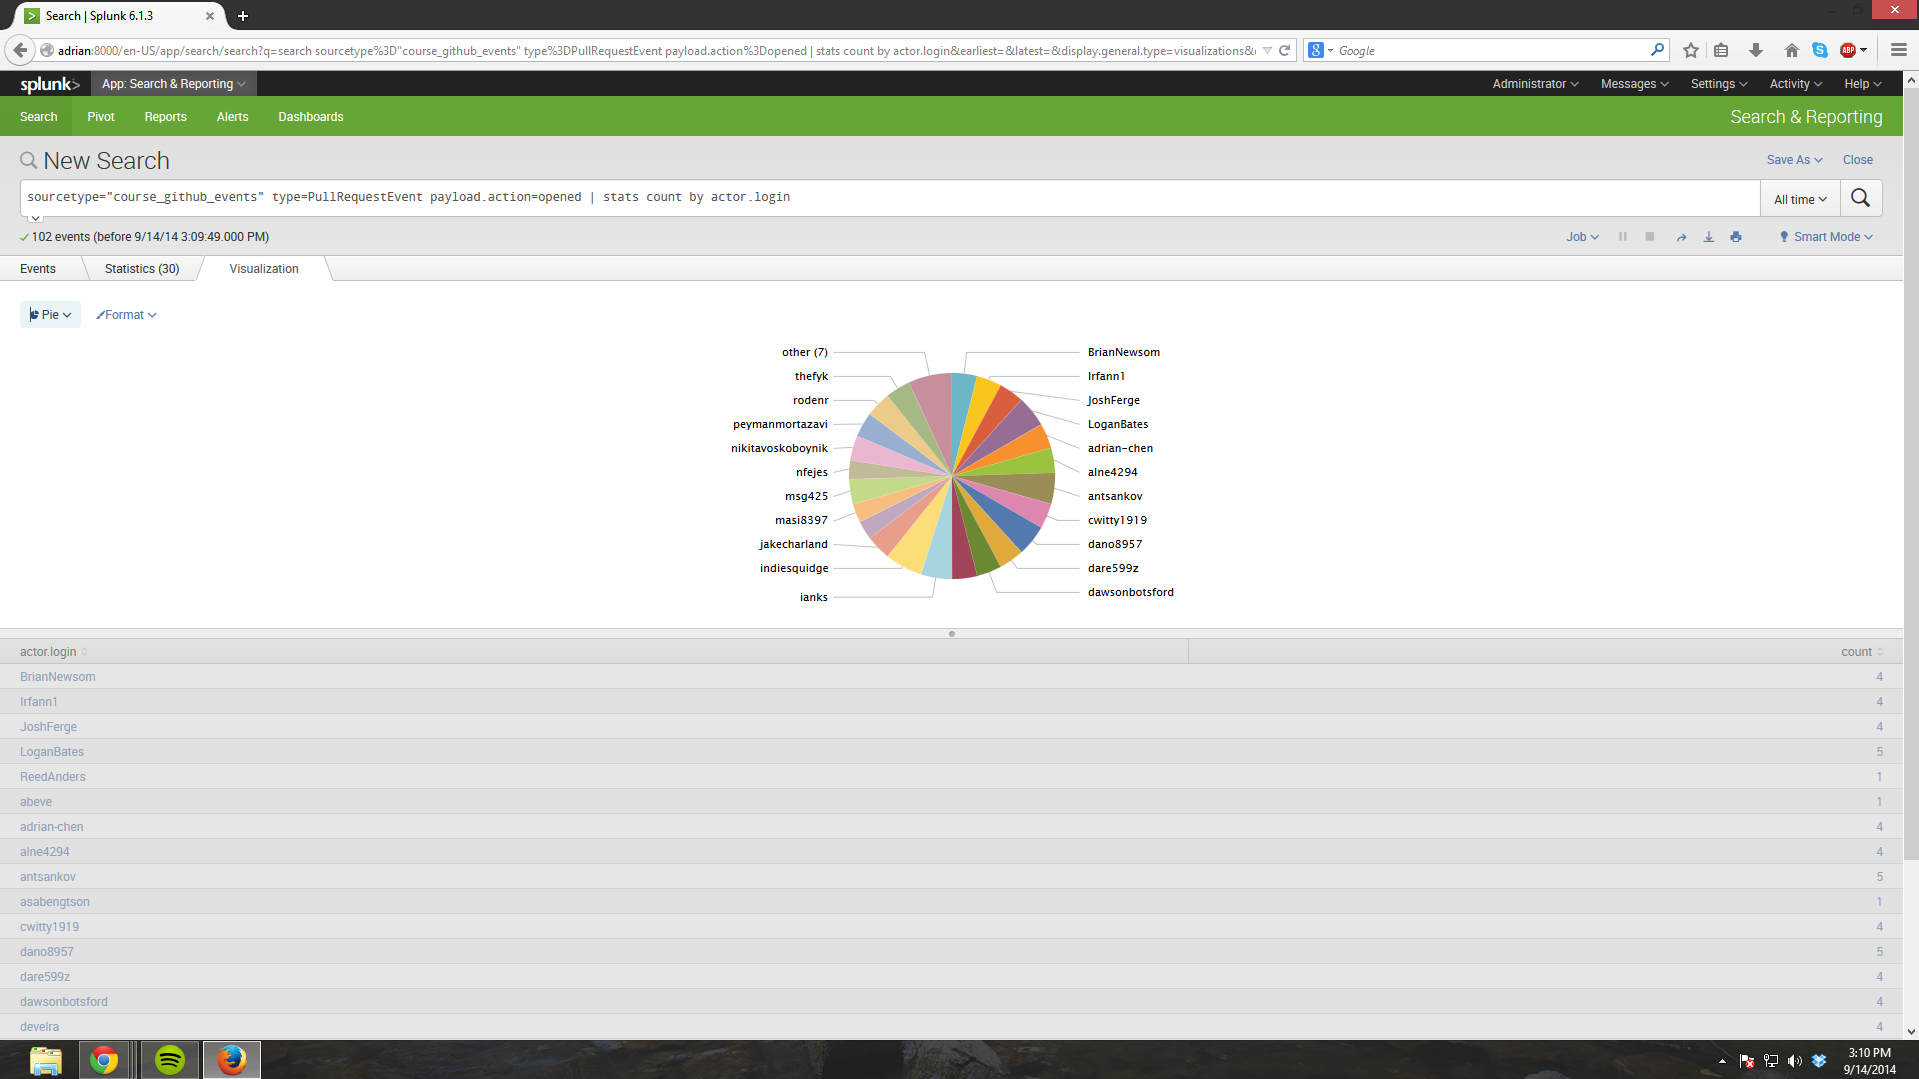 Search | Splunk 6.1.3
adrian:8000/en-US/app/search/search?q=search sourcetype%3D"course_github_events" type%3DPullRequestEvent payload.action%3Dopened | stats count by actor.login&earliest=&latest=&display.general.type=visualizations&
Google
ABP
splunk> App: Search & Reporting Administrator Messages Settings Activity Help
Search Pivot Reports Alerts Dashboards Search & Reporting
New Search Save As Close
sourcetype="course_github_events" type=PullRequestEvent payload.action=opened | stats count by actor.login All time
102 events (before 9/14/14 3:09:49.000 PM) Job Smart Mode
Events Statistics (30) Visualization
Pie Format
other (7) BrianNewsom
thefyk Irfann1
rodenr JoshFerge
peymanmortazavi LoganBates
nikitavoskoboynik adrian-chen
nfejes alne4294
msg425 antsankov
masi8397 cwitty1919
jakecharland dano8957
indiesquidge dare599z
ianks dawsonbotsford
actor.login count
BrianNewsom 4
Irfann1 4
JoshFerge 4
LoganBates 5
ReedAnders 1
abeve 1
adrian-chen 4
alne4294 4
antsankov 5
asabengtson 1
cwitty1919 4
dano8957 5
dare599z 4
dawsonbotsford 4
develra 4
3:10 PM
9/14/2014